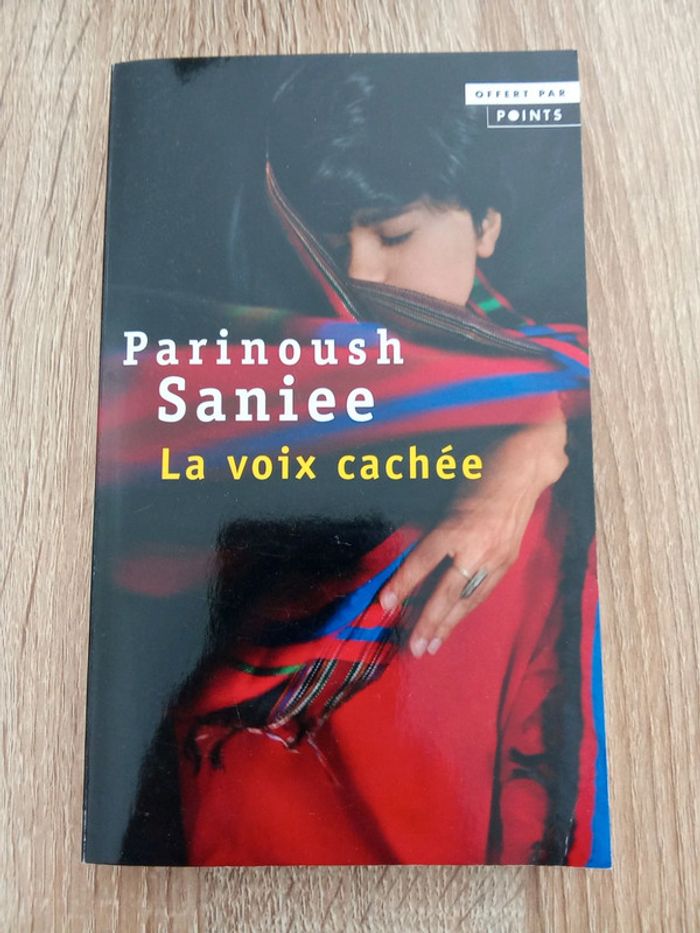 OFFERT PAR
POINTS
Parinoush
Saniee
La voix cachée